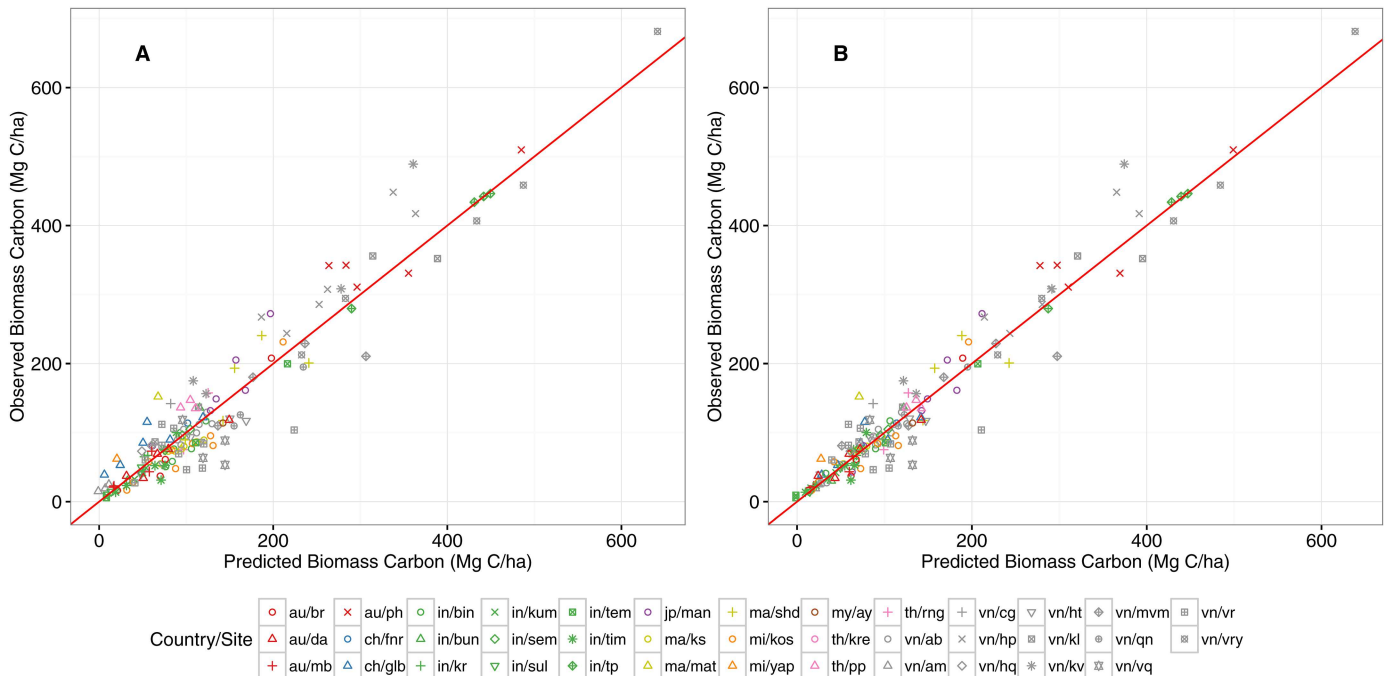 A
B
Observed Biomass Carbon (Mg C/ha)
600
400
200
0
0 200 400 600
Predicted Biomass Carbon (Mg C/ha)
Observed Biomass Carbon (Mg C/ha)
600
400
200
0
0 200 400 600
Predicted Biomass Carbon (Mg C/ha)
Country/Site
au/br au/ph in/bin in/kum in/tem jp/man ma/shd my/ay th/rng vn/cg vn/ht vn/mvm vn/vr
au/da ch/fnr in/bun in/sem in/tim ma/ks mi/kos th/kre vn/ab vn/hp vn/kl vn/qn vn/vry
au/mb ch/glb in/kr in/sul in/tp ma/mat mi/yap th/pp vn/am vn/hq vn/kv vn/vq